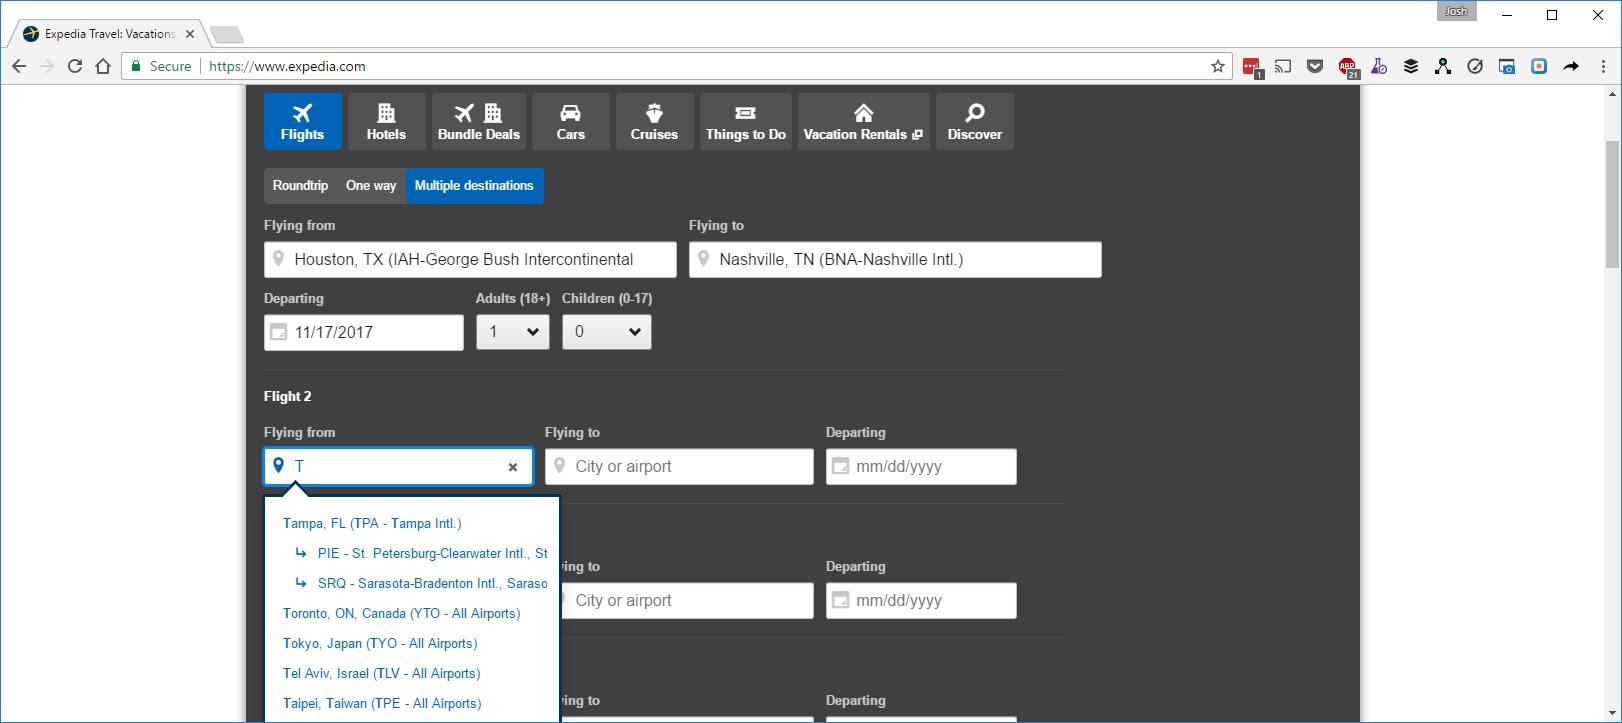 Josh
Expedia Travel: Vacations
Secure https://www.expedia.com
1
ABP
21
Flights
Hotels
Bundle Deals
Cars
Cruises
Things to Do
Vacation Rentals
Discover
Roundtrip
One way
Multiple destinations
Flying from
Flying to
Houston, TX (IAH-George Bush Intercontinental
Nashville, TN (BNA-Nashville Intl.)
Departing
Adults (18+)
Children (0-17)
11/17/2017
1
0
Flight 2
Flying from
Flying to
Departing
T
City or airport
mm/dd/yyyy
Tampa, FL (TPA - Tampa Intl.)
PIE - St. Petersburg-Clearwater Intl., St
SRQ - Sarasota-Bradenton Intl., Saraso
Toronto, ON, Canada (YTO - All Airports)
Tokyo, Japan (TYO - All Airports)
Tel Aviv, Israel (TLV - All Airports)
Taipei, Taiwan (TPE - All Airports)
ying to
Departing
City or airport
mm/dd/yyyy
ying to
Departing